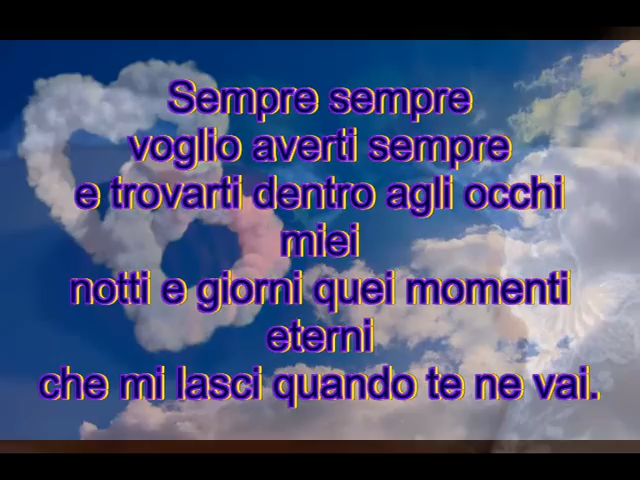 Sempre sempre
voglio averti sempre
e trovarti dentro agli occhi
miei
notti e giorni quei momenti
eterni
che mi lasci quando te ne vai.